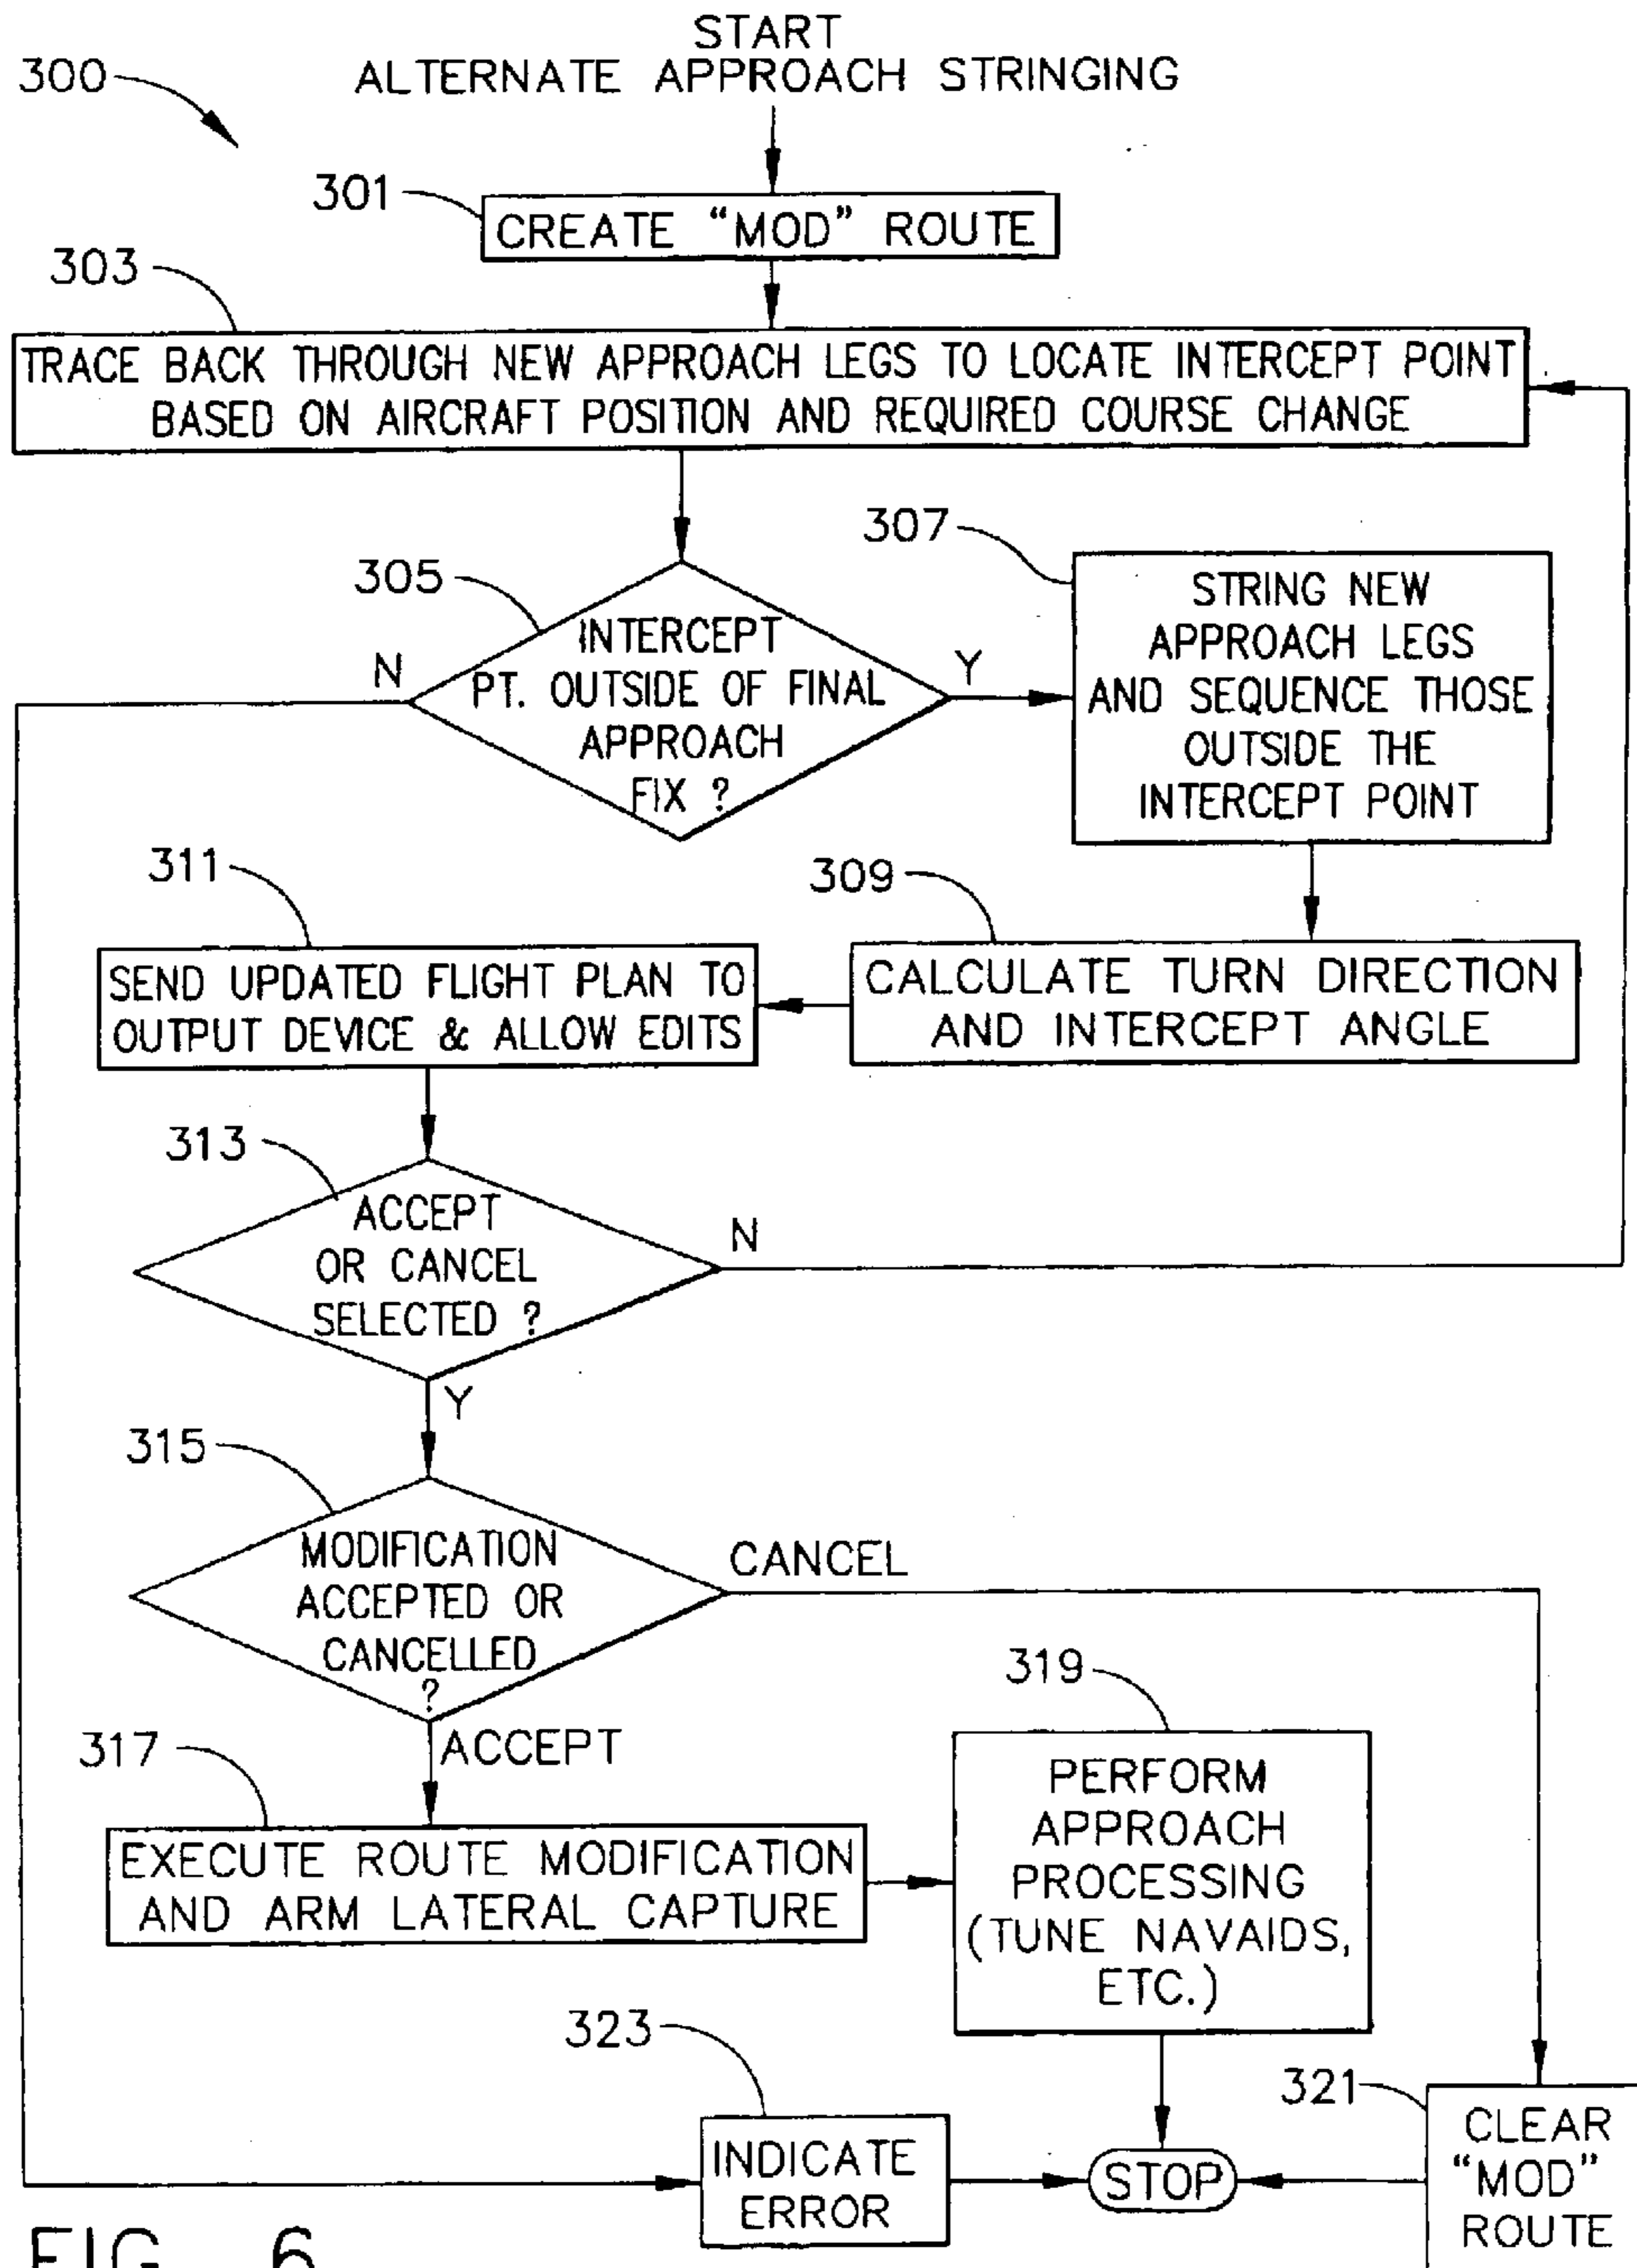 START
ALTERNATE APPROACH STRINGING
300
301
CREATE “MOD” ROUTE
303
TRACE BACK THROUGH NEW APPROACH LEGS TO LOCATE INTERCEPT POINT
BASED ON AIRCRAFT POSITION AND REQUIRED COURSE CHANGE
305
INTERCEPT
PT. OUTSIDE OF FINAL
APPROACH
FIX ?
N
Y
307
STRING NEW
APPROACH LEGS
AND SEQUENCE THOSE
OUTSIDE THE
INTERCEPT POINT
309
CALCULATE TURN DIRECTION
AND INTERCEPT ANGLE
311
SEND UPDATED FLIGHT PLAN TO
OUTPUT DEVICE & ALLOW EDITS
313
ACCEPT
OR CANCEL
SELECTED ?
N
Y
315
MODIFICATION
ACCEPTED OR
CANCELLED
?
CANCEL
ACCEPT
317
EXECUTE ROUTE MODIFICATION
AND ARM LATERAL CAPTURE
319
PERFORM
APPROACH
PROCESSING
(TUNE NAVAIDS,
ETC.)
323
INDICATE
ERROR
STOP
321
CLEAR
“MOD”
ROUTE
FIG. 6